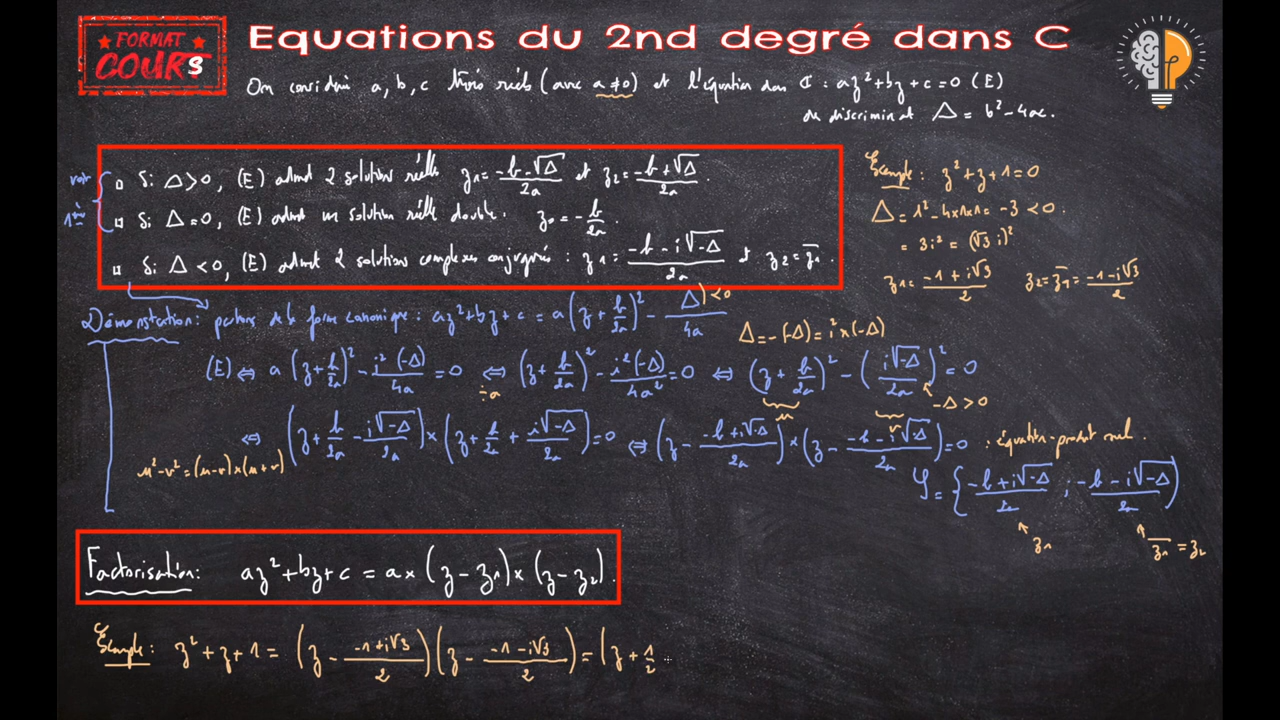 FORMAT
COURS
Equations du 2nd degré dans C
On considère a, b, c trois réels (avec a ≠ 0) et l'équation dans ℂ : az² + bz + c = 0 (E)
de discriminant Δ = b² - 4ac.
voir
1ère
□ Si Δ > 0, (E) admet 2 solutions réelles z₁ = (-b - √Δ)/2a et z₂ = (-b + √Δ)/2a.
□ Si Δ = 0, (E) admet un solution réelle double. z₀ = -b/2a.
□ Si Δ < 0, (E) admet 2 solutions complexes conjuguées : z₁ = (-b - i√-Δ)/2a et z₂ = z̄₁.
Exemple : z² + z + 1 = 0
Δ = 1² - 4×1×1 = -3 < 0.
= 3i² = (√3 i)²
z₁ = (-1 + i√3)/2 z₂ = z̄₁ = (-1 - i√3)/2
Démonstration : partons de la forme canonique : az² + bz + c = a(z + b/2a)² - Δ/4a
) < 0
Δ = -(-Δ) = i² × (-Δ)
(E) ⇔ a(z + b/2a)² - i²(-Δ)/4a = 0 ⇔ (z + b/2a)² - i²(-Δ)/4a² = 0 ⇔ (z + b/2a)² - (i√-Δ/2a)² = 0
÷a
u
v
-Δ > 0
⇔ (z + b/2a - i√-Δ/2a) × (z + b/2a + i√-Δ/2a) = 0 ⇔ (z - (-b + i√-Δ)/2a) × (z - (-b - i√-Δ)/2a) = 0 : équation-produit nul.
u² - v² = (u-v)×(u+v)
S = {(-b + i√-Δ)/2a ; (-b - i√-Δ)/2a}
z₁
z̄₁ = z₂
Factorisation : az² + bz + c = a × (z - z₁) × (z - z₂).
Exemple : z² + z + 1 = (z - (-1 + i√3)/2)(z - (-1 - i√3)/2) = (z + 1/2